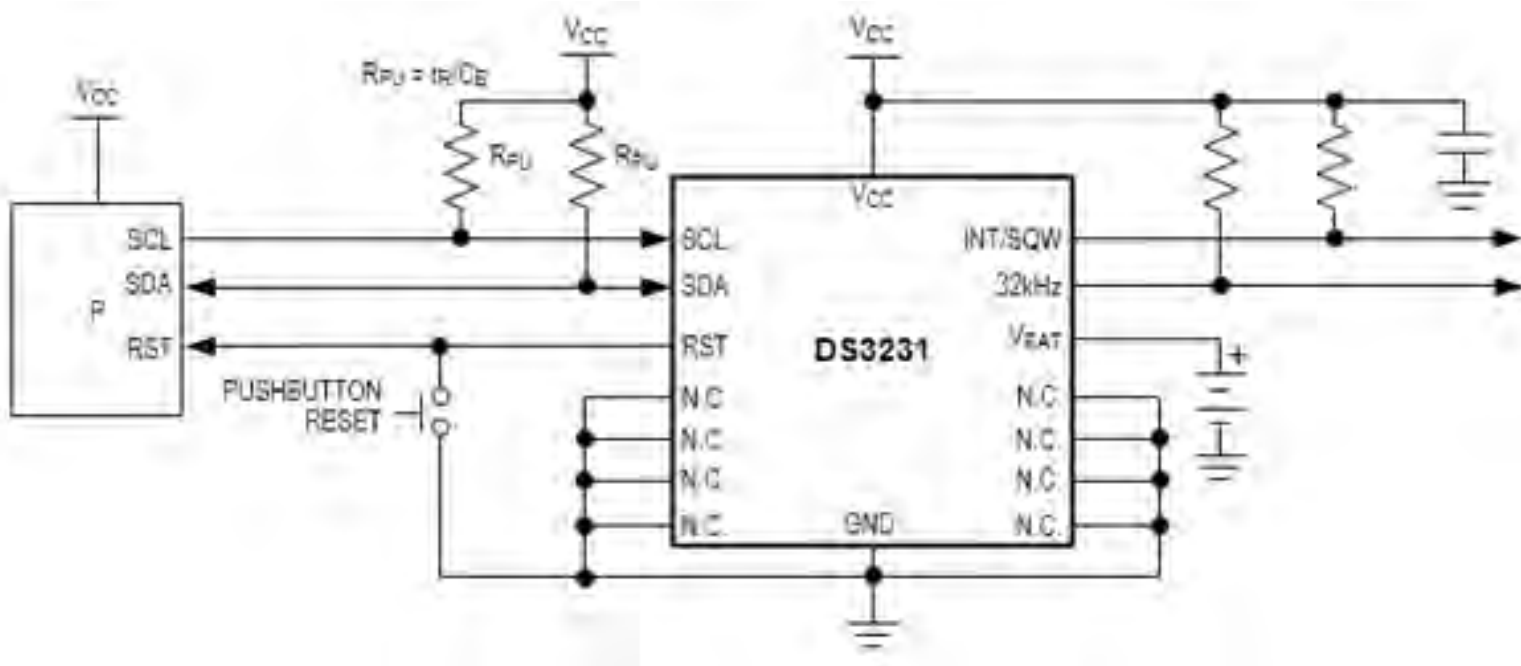 VCC
VCC
VCC
RPU = tR/CB
RPU
RPU
VCC
SCL
SDA
P
RST
SCL
SDA
RST
N.C.
N.C.
N.C.
N.C.
DS3231
GND
INT/SQW
32kHz
VBAT
+
N.C.
N.C.
N.C.
N.C.
PUSHBUTTON
RESET